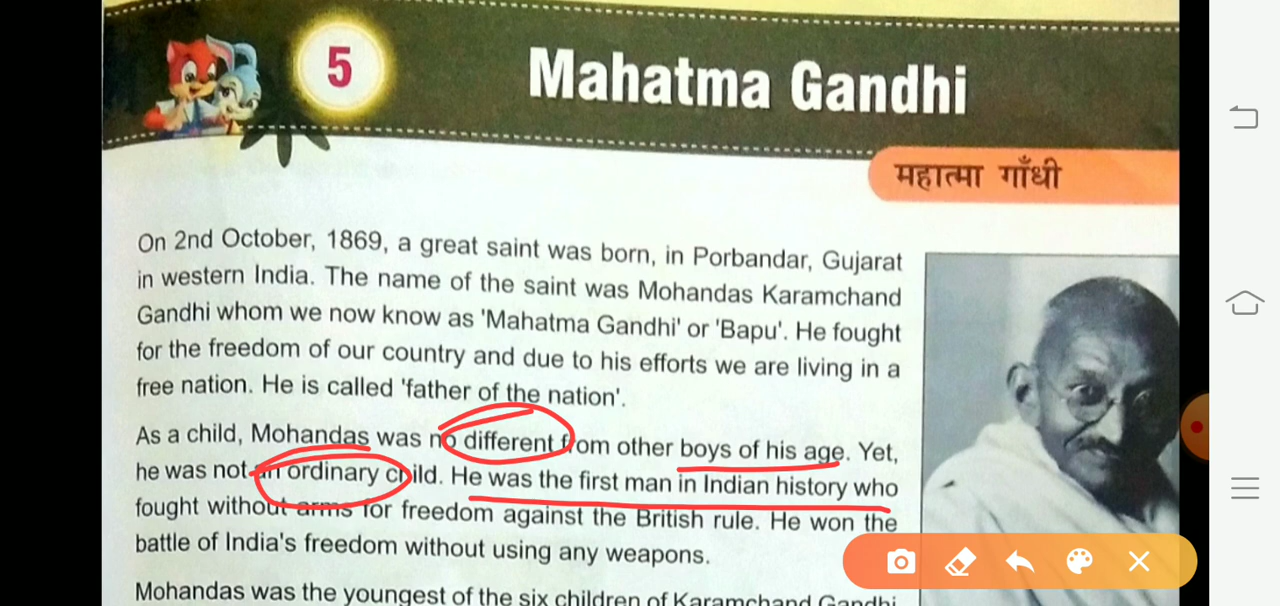 5
Mahatma Gandhi
महात्मा गाँधी
On 2nd October, 1869, a great saint was born, in Porbandar, Gujarat
in western India. The name of the saint was Mohandas Karamchand
Gandhi whom we now know as 'Mahatma Gandhi' or 'Bapu'. He fought
for the freedom of our country and due to his efforts we are living in a
free nation. He is called 'father of the nation'.
As a child, Mohandas was no different from other boys of his age. Yet,
he was not an ordinary child. He was the first man in Indian history who
fought without arms for freedom against the British rule. He won the
battle of India's freedom without using any weapons.
Mohandas was the youngest of the six children of Karamchand Gandhi